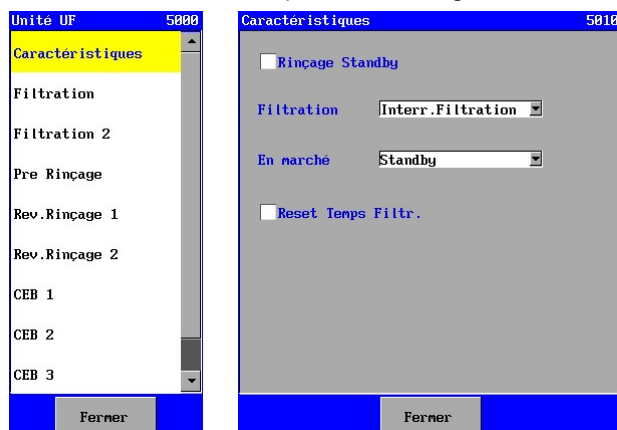 Unité UF 5000
Caractéristiques
Filtration
Filtration 2
Pre Rinçage
Rev.Rinçage 1
Rev.Rinçage 2
CEB 1
CEB 2
CEB 3
Fermer
Caractéristiques 5010
Rinçage Standby
Filtration Interr.Filtration
En marché Standby
Reset Temps Filtr.
Fermer